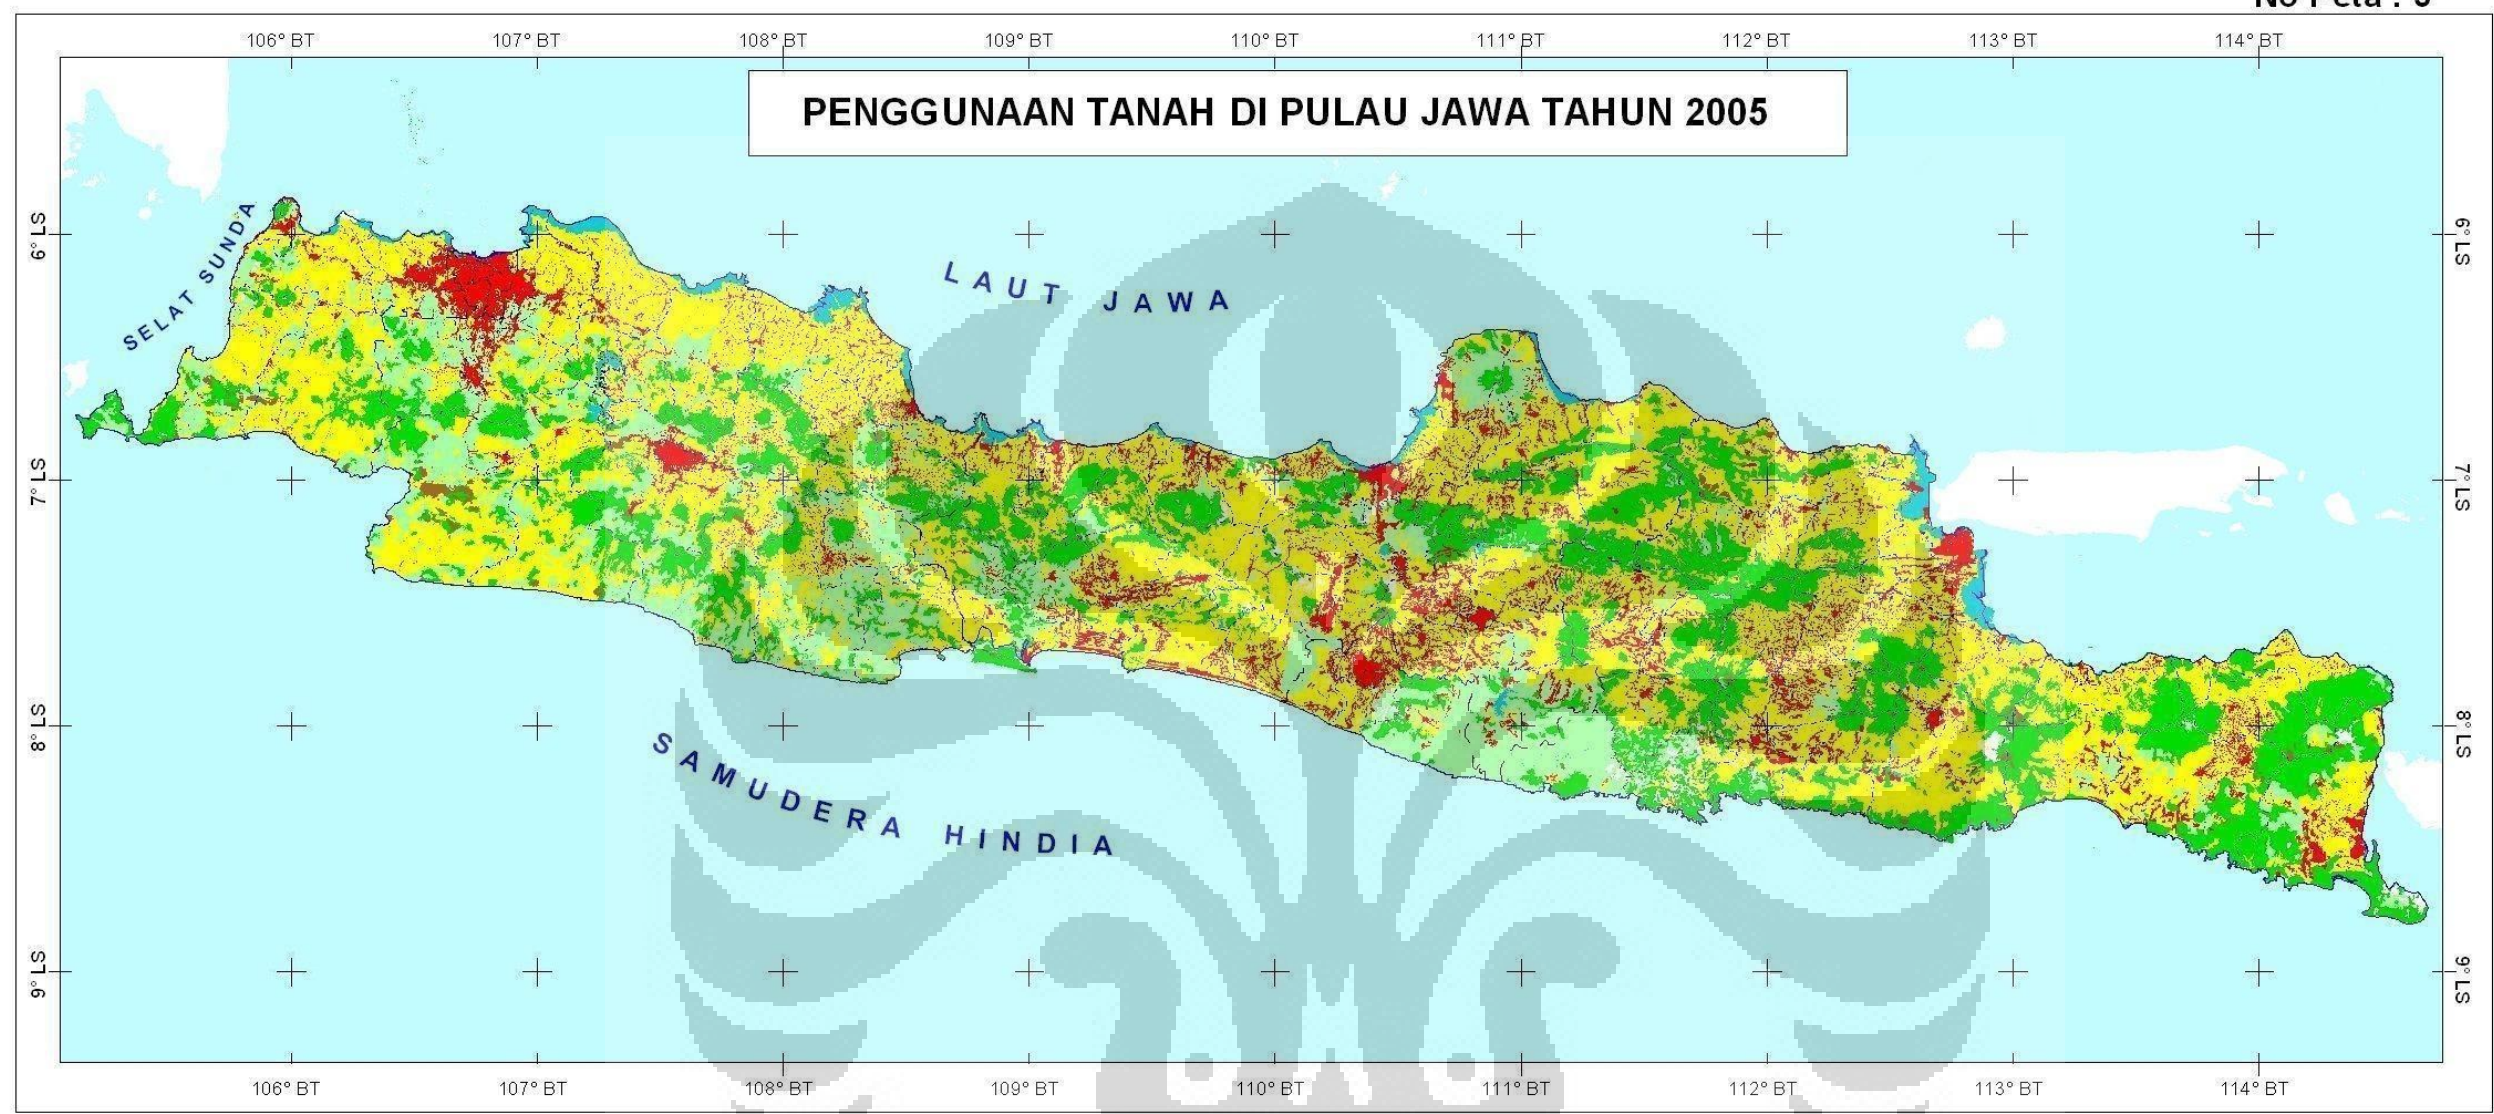 No Peta : 3
106° BT 107° BT 108° BT 109° BT 110° BT 111° BT 112° BT 113° BT 114° BT
PENGGUNAAN TANAH DI PULAU JAWA TAHUN 2005
6° LS
6° LS
SELAT SUNDA
LAUT JAWA
7° LS
7° LS
8° LS
8° LS
SAMUDERA HINDIA
9° LS
9° LS
106° BT 107° BT 108° BT 109° BT 110° BT 111° BT 112° BT 113° BT 114° BT